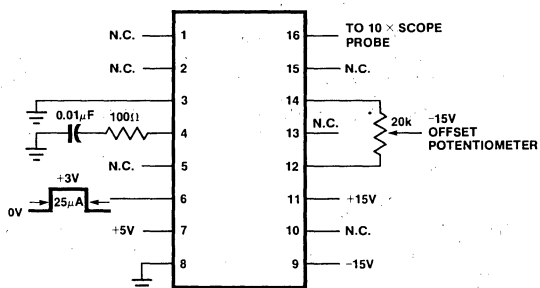 N.C. 1
N.C. 2
3
0.01μF 100Ω 4
N.C. 5
+3V
0V 25μA 6
+5V 7
8
16 TO 10 × SCOPE
PROBE
15 N.C.
14
20k
N.C. 13
-15V
OFFSET
POTENTIOMETER
12
11 +15V
10 N.C.
9 -15V